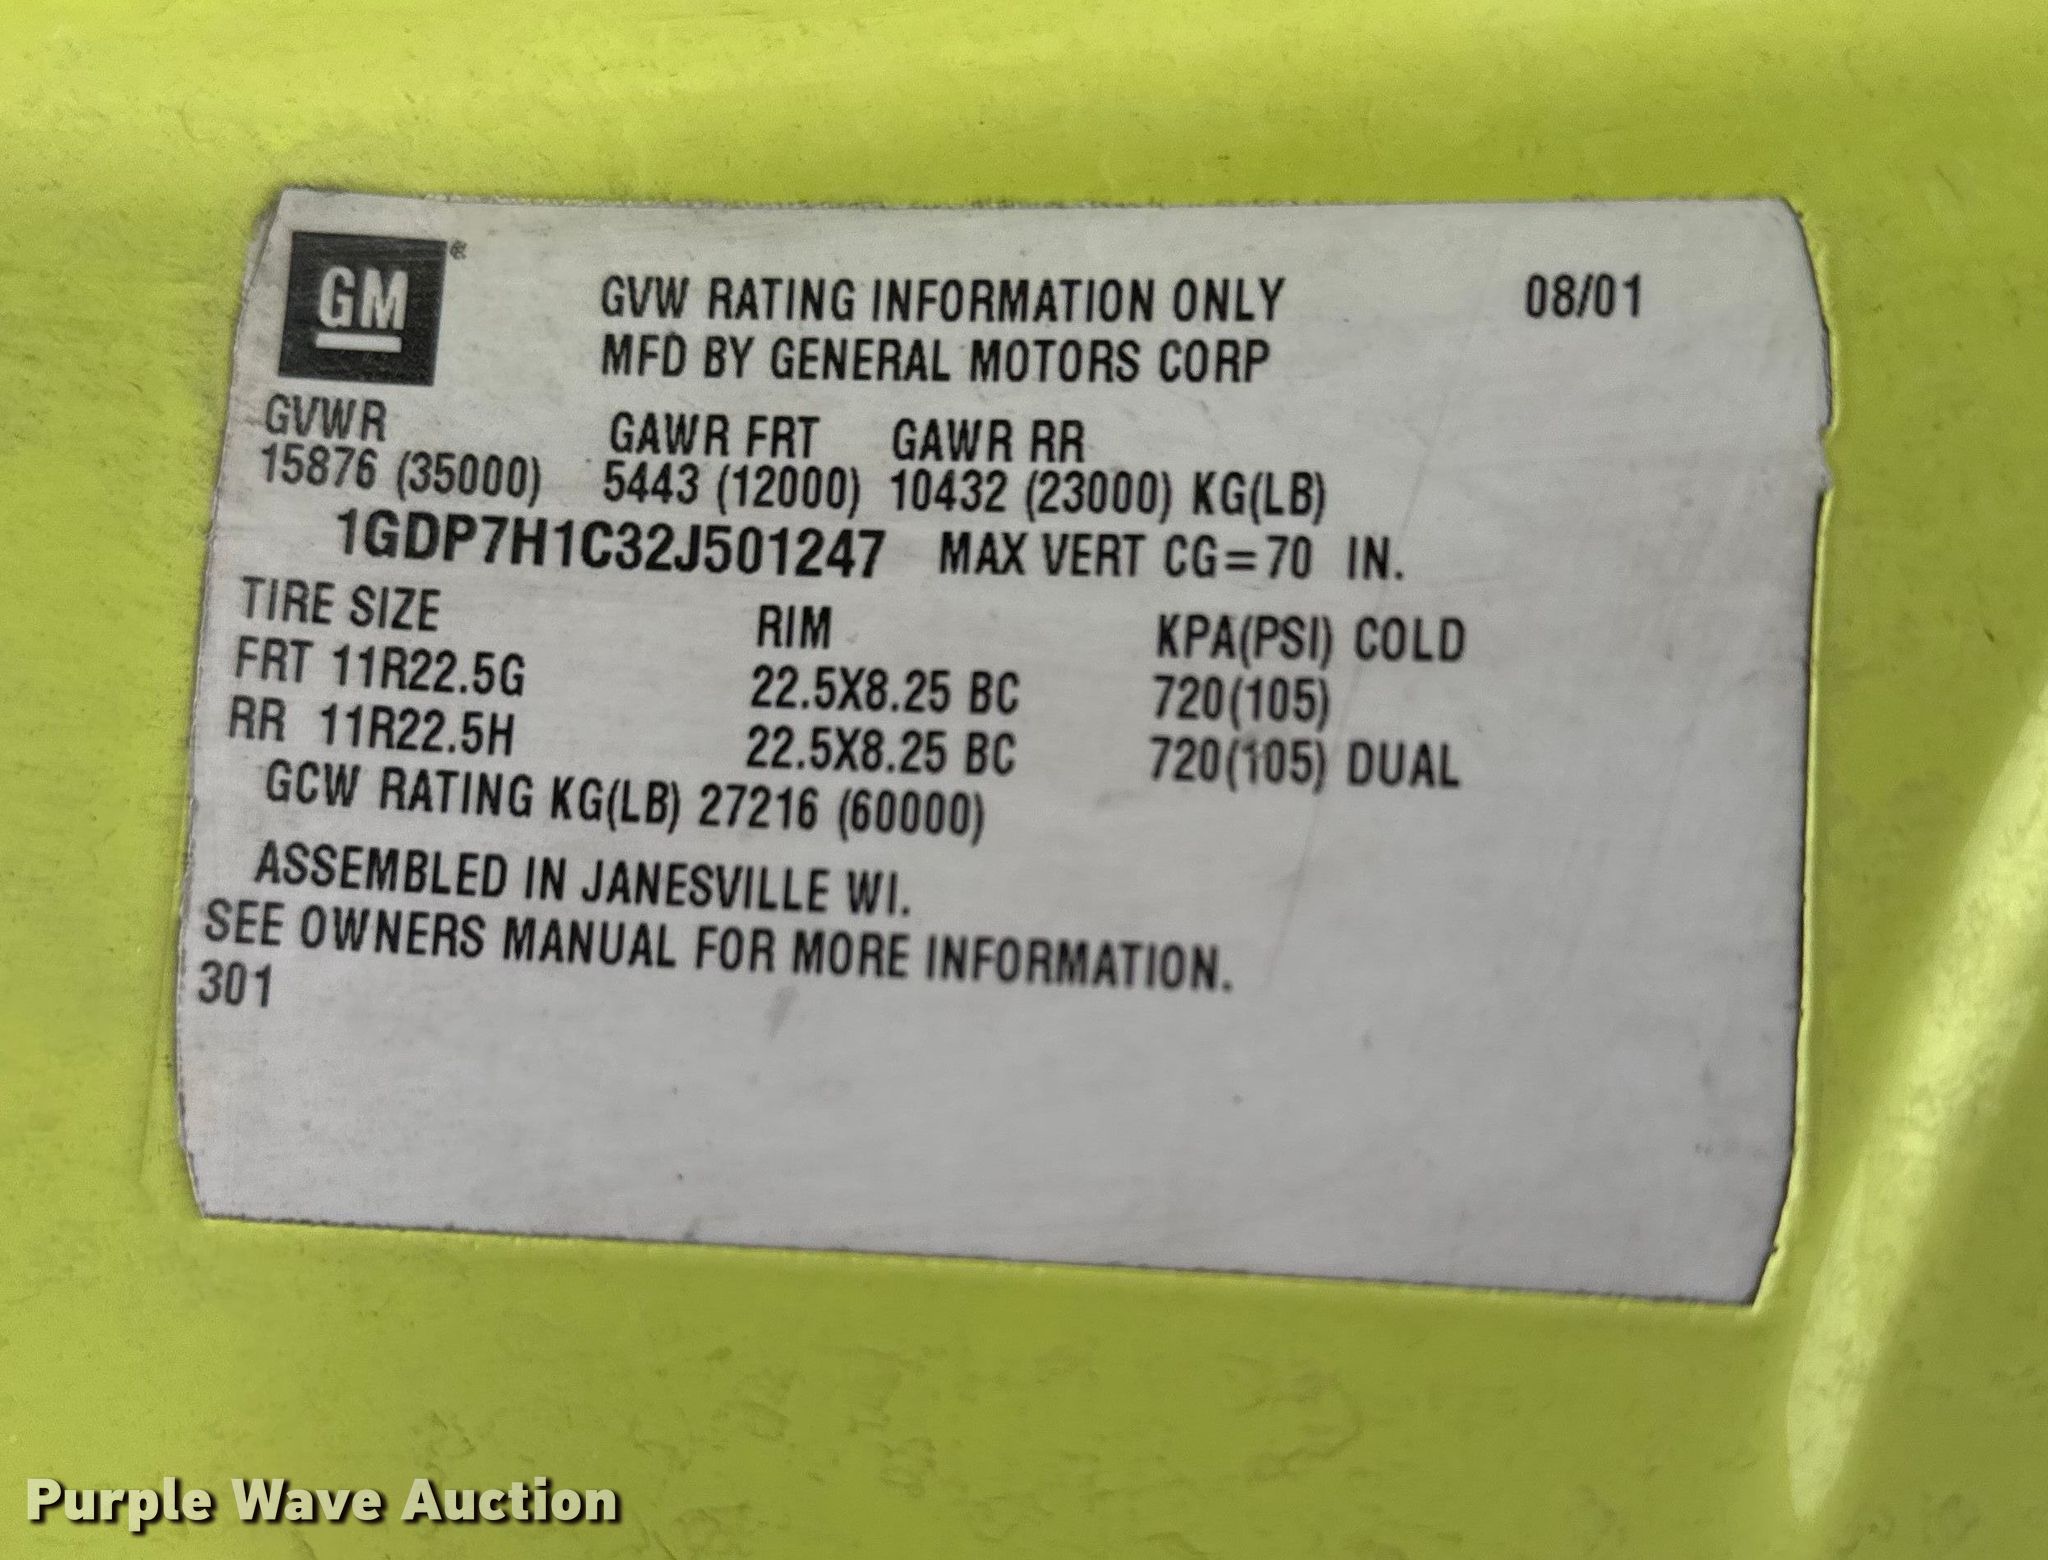 GM®
GVW RATING INFORMATION ONLY 08/01
MFD BY GENERAL MOTORS CORP
GVWR GAWR FRT GAWR RR
15876 (35000) 5443 (12000) 10432 (23000) KG(LB)
1GDP7H1C32J501247 MAX VERT CG=70 IN.
TIRE SIZE RIM KPA(PSI) COLD
FRT 11R22.5G 22.5X8.25 BC 720(105)
RR 11R22.5H 22.5X8.25 BC 720(105) DUAL
GCW RATING KG(LB) 27216 (60000)
ASSEMBLED IN JANESVILLE WI.
SEE OWNERS MANUAL FOR MORE INFORMATION.
301
Purple Wave Auction